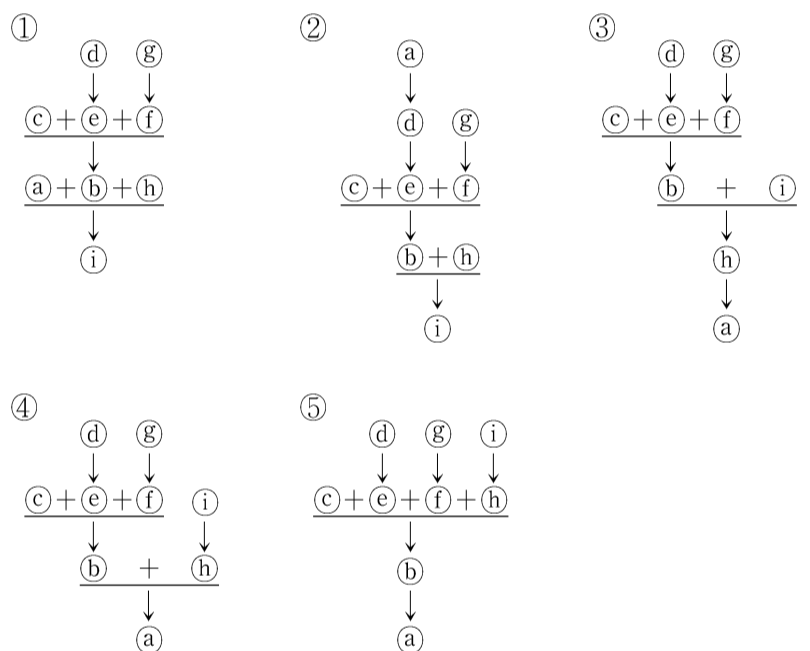 ① ② ③
ⓓ ⓖ ⓐ ⓓ ⓖ
ⓒ + ⓔ + ⓕ ⓓ ⓖ ⓒ + ⓔ + ⓕ
ⓐ + ⓑ + ⓗ ⓒ + ⓔ + ⓕ ⓑ + ⓘ
ⓘ ⓑ + ⓗ ⓗ
ⓘ ⓐ
④ ⑤
ⓓ ⓖ ⓓ ⓖ ⓘ
ⓒ + ⓔ + ⓕ ⓘ ⓒ + ⓔ + ⓕ + ⓗ
ⓑ + ⓗ ⓑ
ⓐ ⓐ